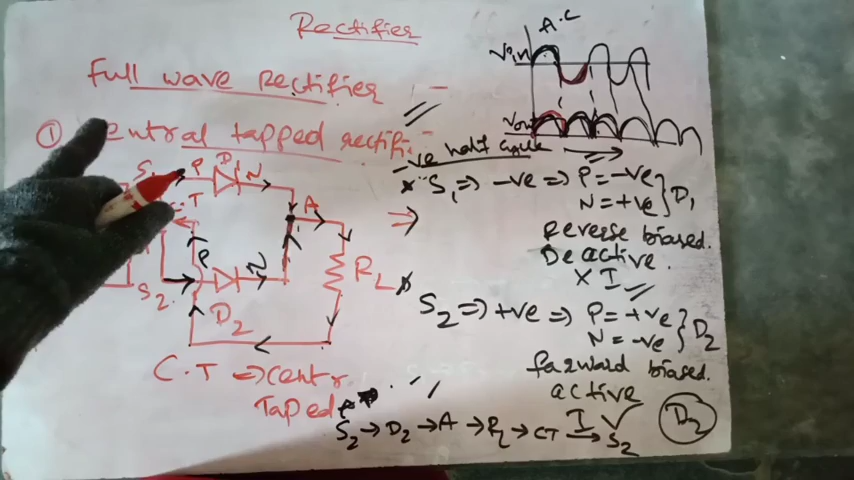 Rectifier
A.C
Vin
Full wave Rectifier
Vout
① entral tapped rectifi
-ve half cycle
S1 P D1 N
A
C.T
P N
S2
D2
RL
S1 => -ve => P = -ve } D1
N = +ve
Reverse biased.
Deactive.
X I
S2 => +ve => P = +ve } D2
N = -ve
farward biased.
active
I ✓
D2
C.T => centr
Taped
S2 → D2 → A → RL → CT → S2